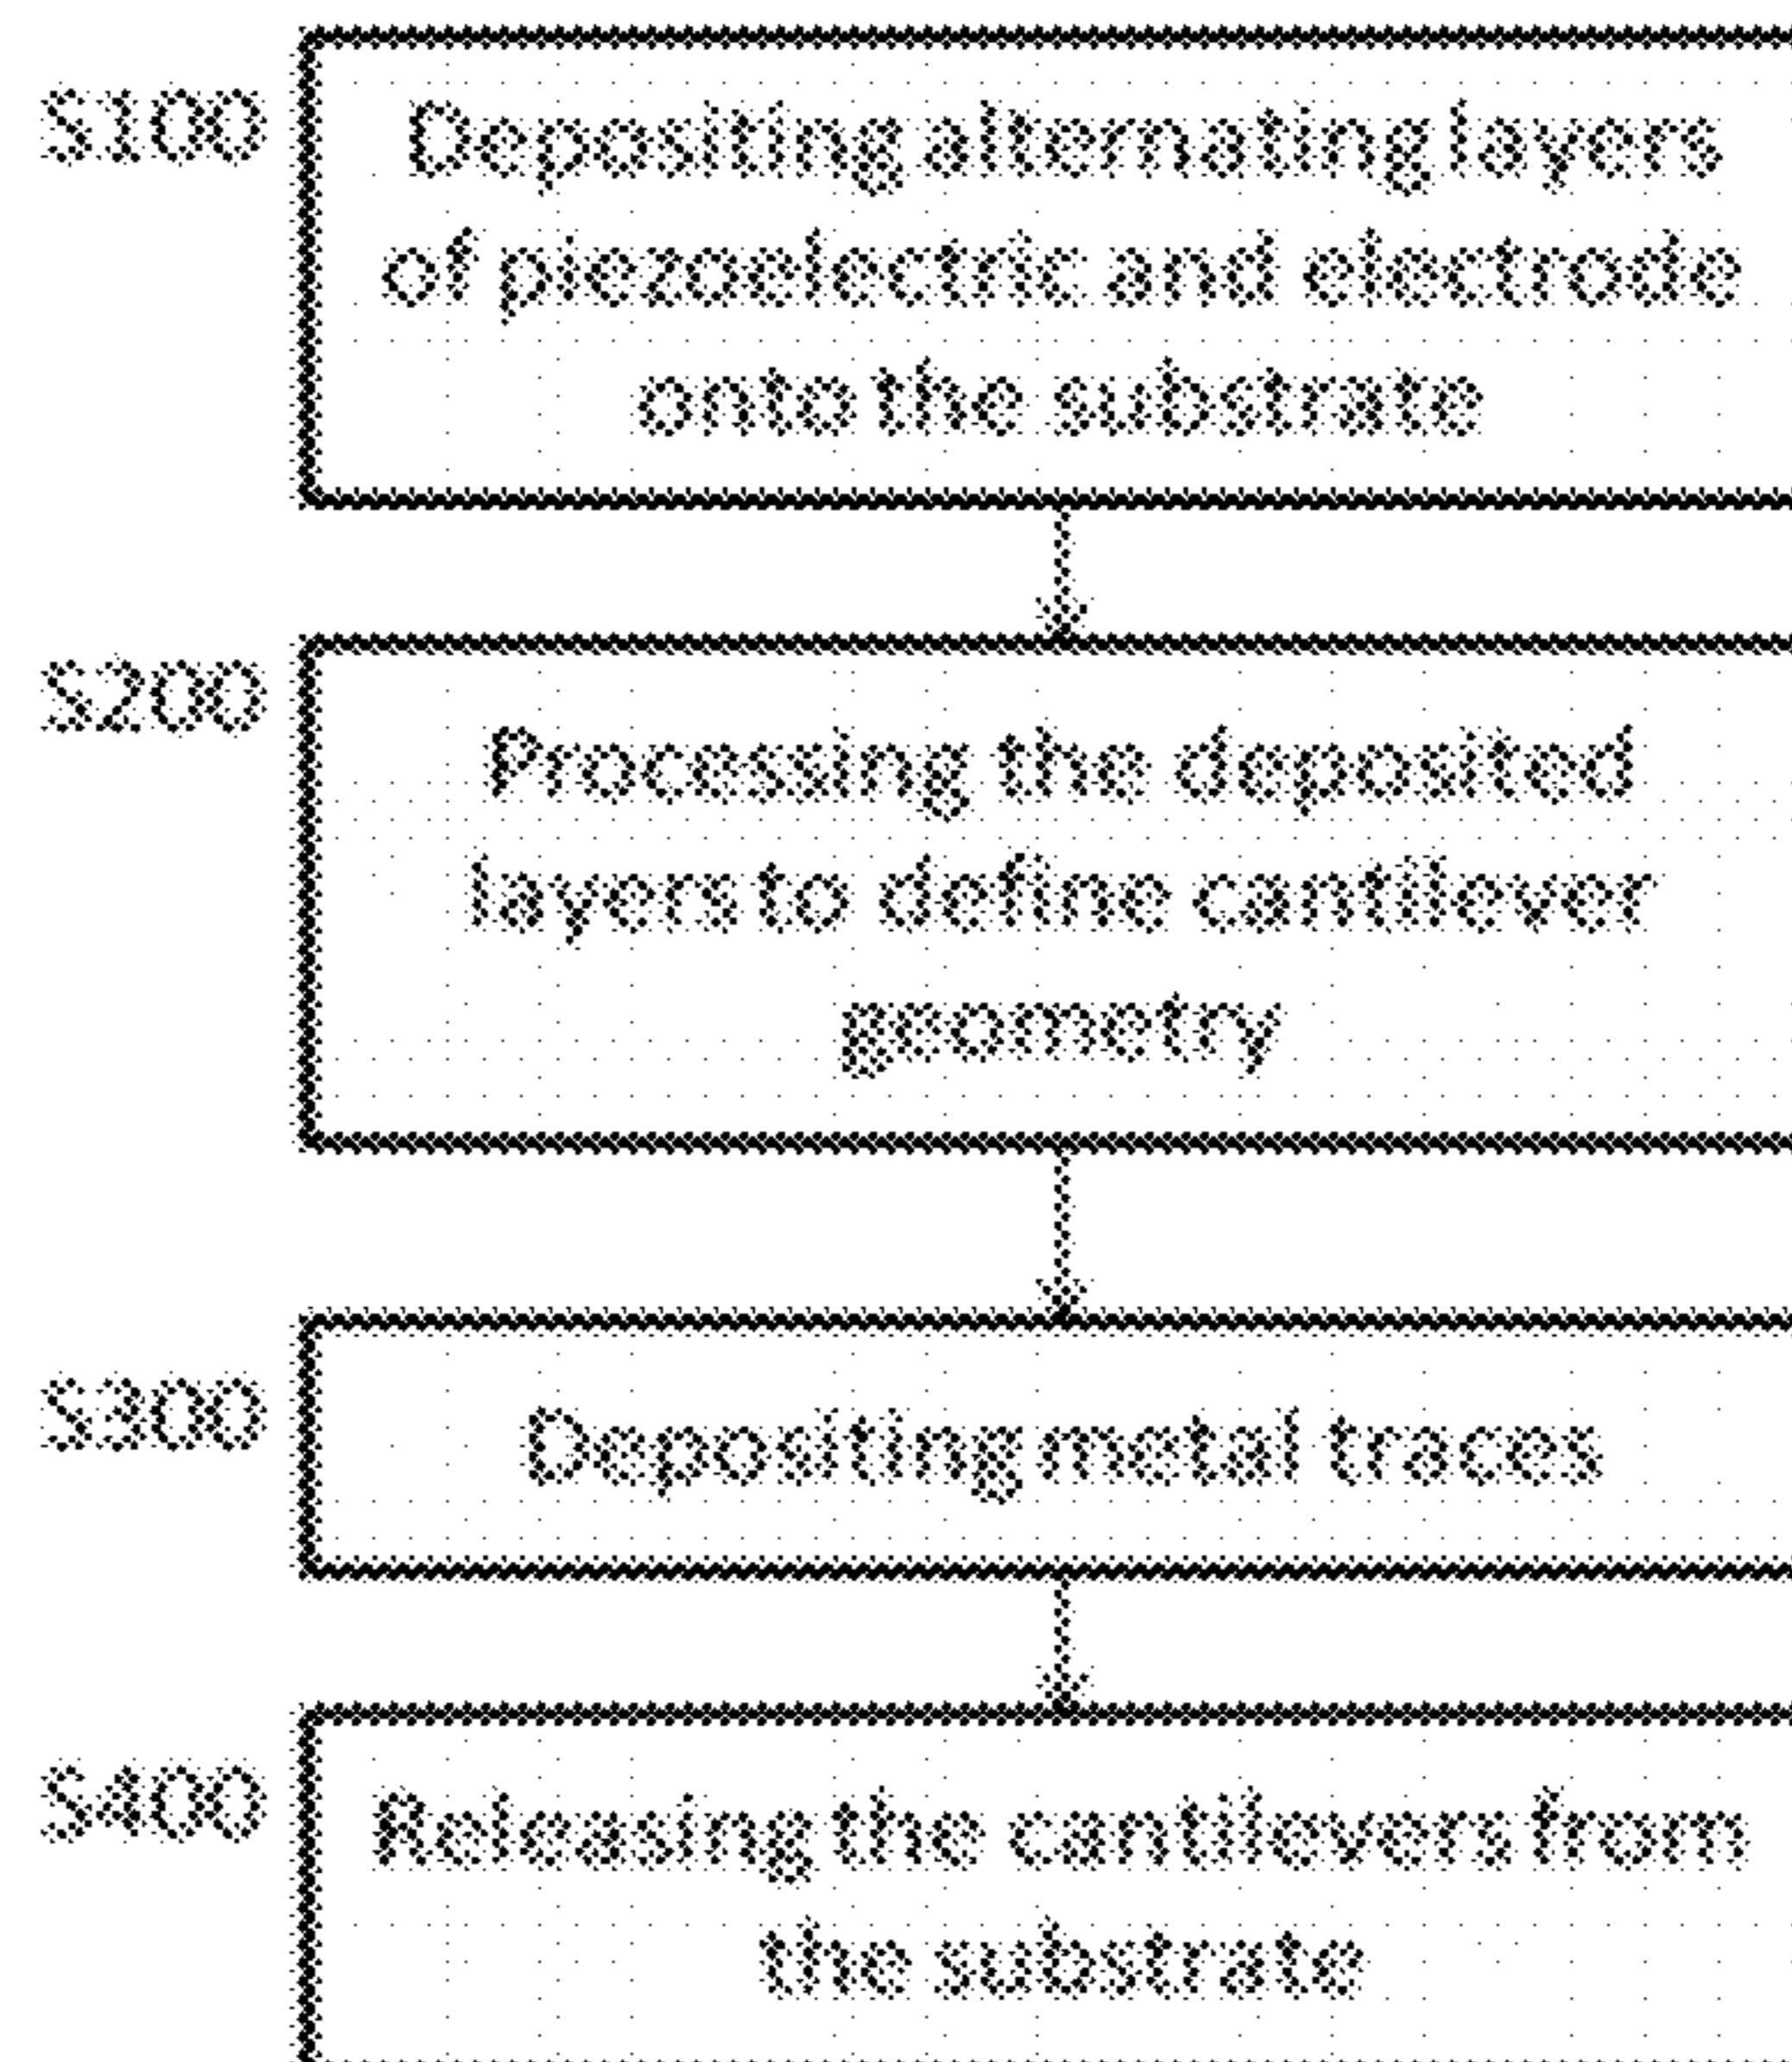 S100
Depositing alternating layers
of piezoelectric and electrode
onto the substrate
S200
Processing the deposited
layers to define cantilever
geometry
S300
Depositing metal traces
S400
Releasing the cantilevers from
the substrate